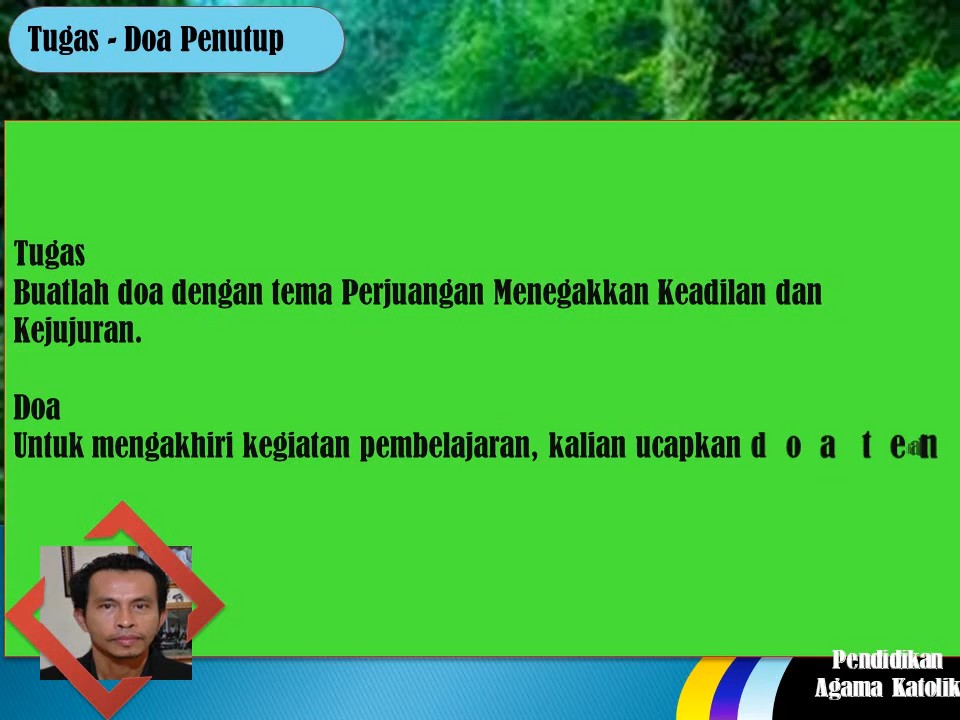 Tugas - Doa Penutup
Tugas
Buatlah doa dengan tema Perjuangan Menegakkan Keadilan dan
Kejujuran.
Doa
Untuk mengakhiri kegiatan pembelajaran, kalian ucapkan d o a
Pendidikan
Agama Katolik